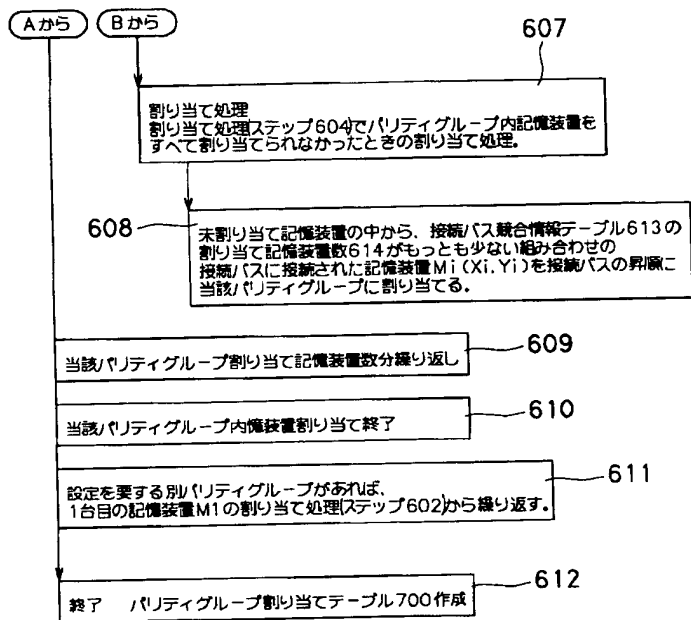 Aから
Bから
607
割り当て処理
割り当て処理(ステップ604)でパリティグループ内記憶装置を
すべて割り当てられなかったときの割り当て処理。
608
未割り当て記憶装置の中から、接続パス競合情報テーブル613の
割り当て記憶装置数614がもっとも少ない組み合わせの
接続パスに接続された記憶装置Mi(Xi,Yi)を接続パスの昇順に
当該パリティグループに割り当てる。
609
当該パリティグループ割り当て記憶装置数分繰り返し
610
当該パリティグループ内憶装置割り当て終了
611
設定を要する別パリティグループがあれば、
1台目の記憶装置M1の割り当て処理(ステップ602)から繰り返す。
612
終了 パリティグループ割り当てテーブル700作成